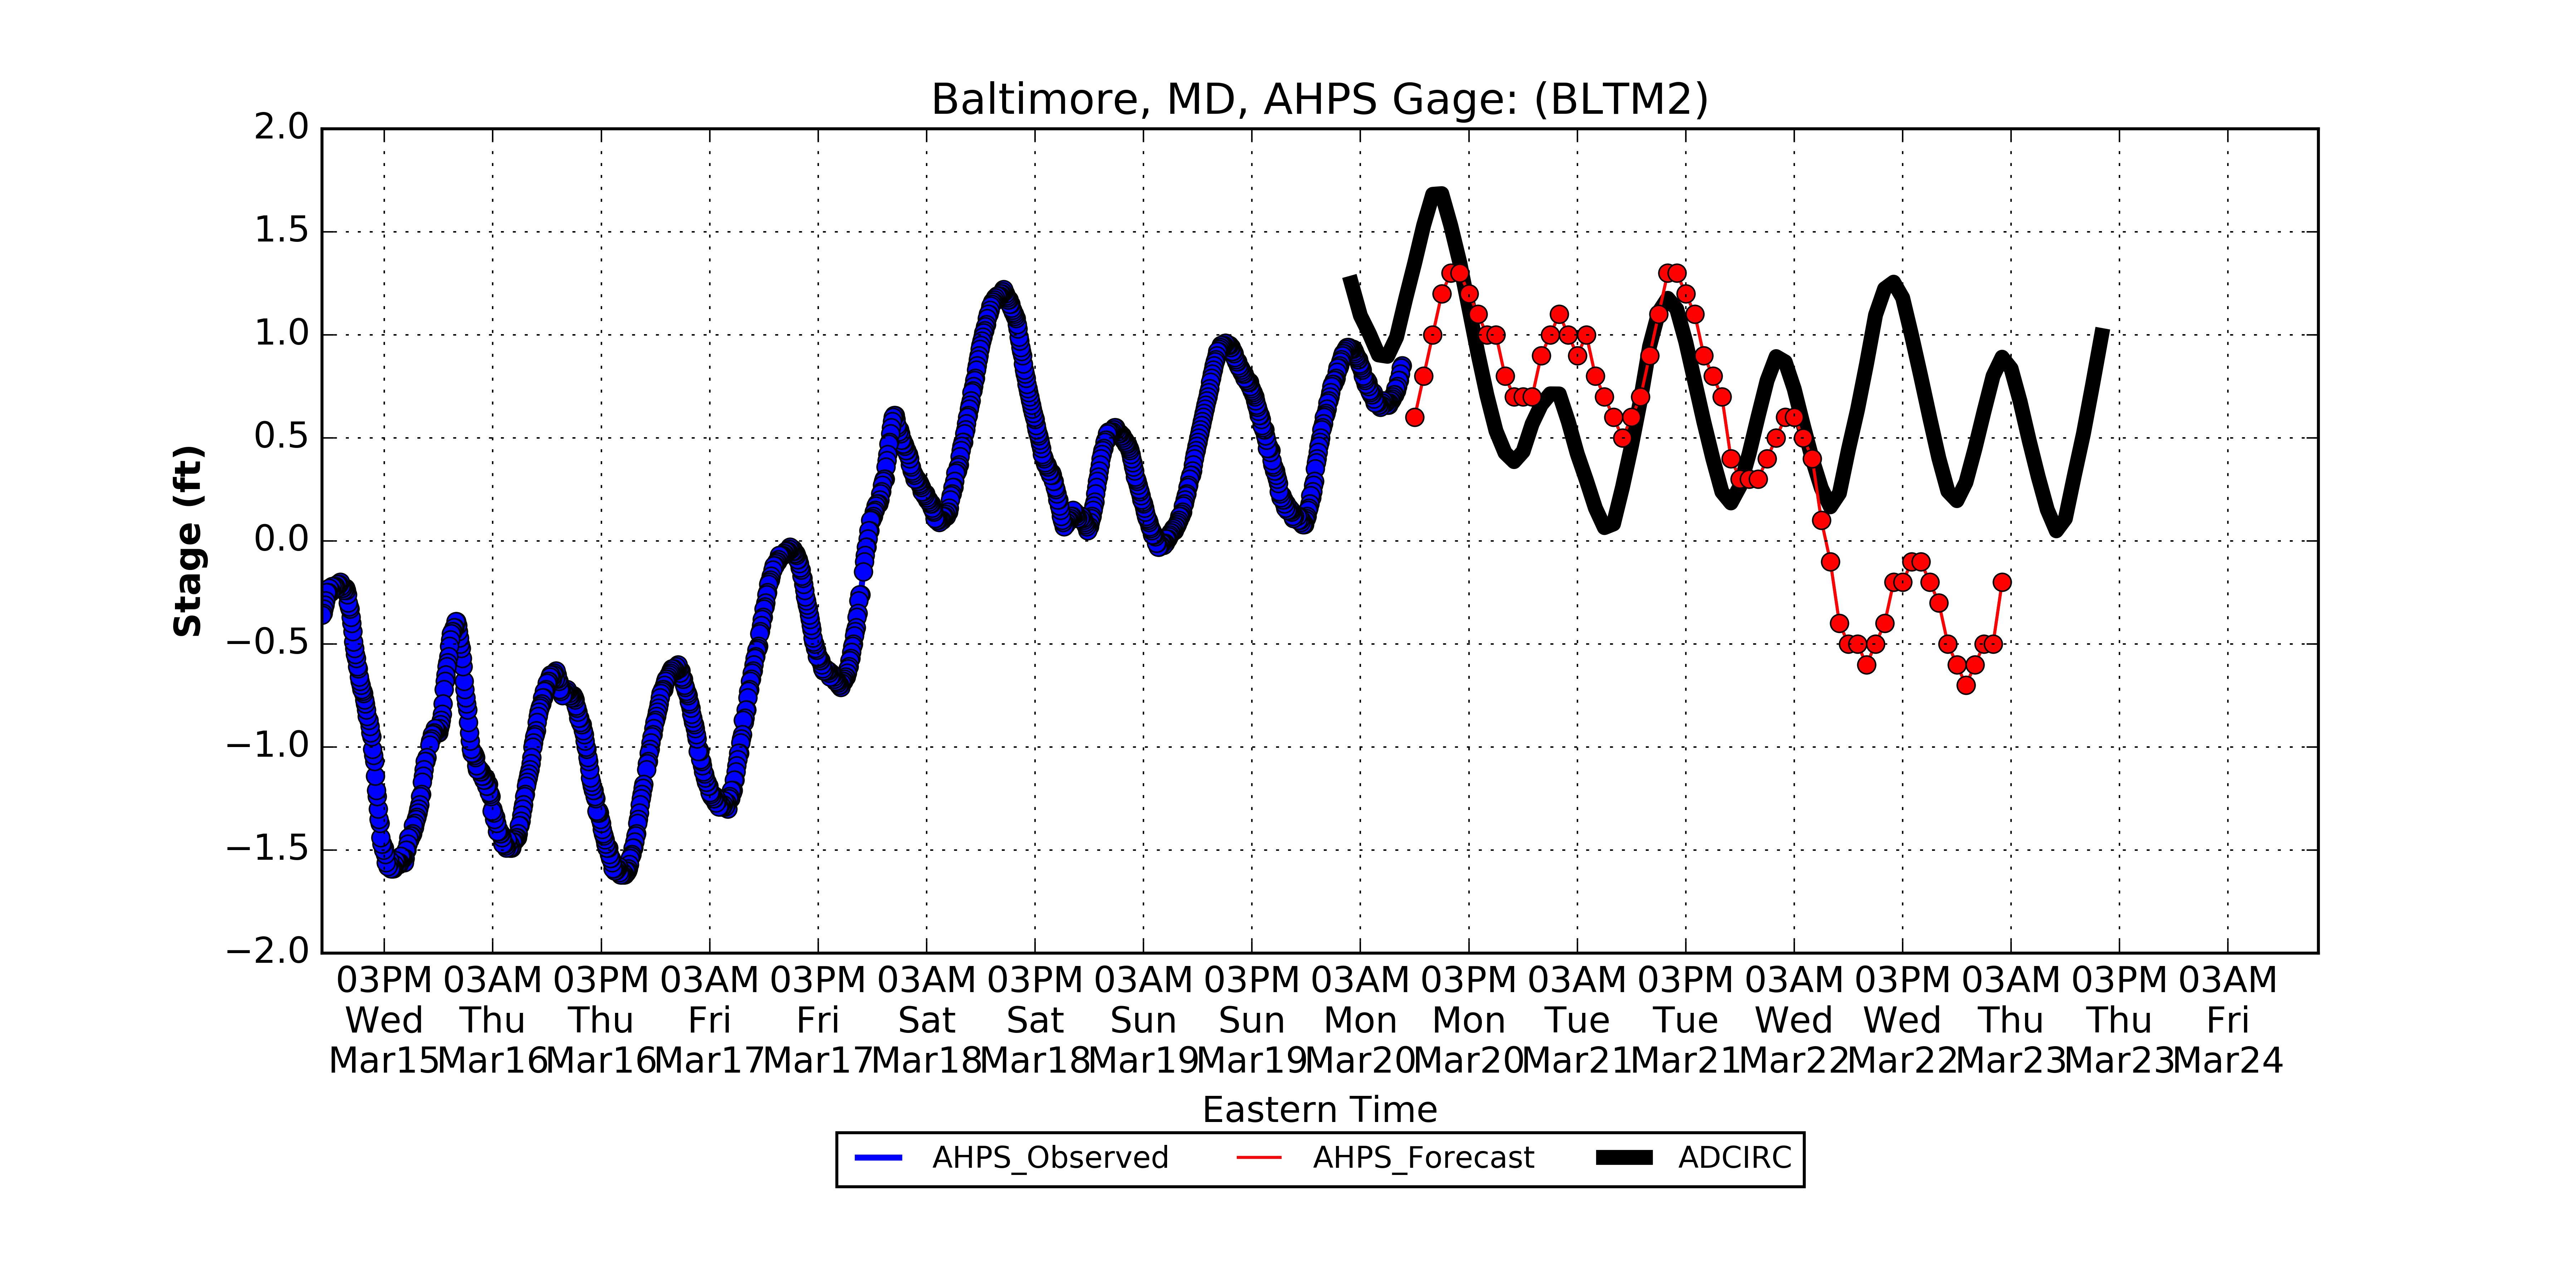 Baltimore, MD, AHPS Gage: (BLTM2)
2.0
1.5
1.0
0.5
0.0
−0.5
−1.0
−1.5
−2.0
Stage (ft)
03PM 03AM 03PM 03AM 03PM 03AM 03PM 03AM 03PM 03AM 03PM 03AM 03PM 03AM 03PM 03AM 03PM 03AM
Wed Thu Thu Fri Fri Sat Sat Sun Sun Mon Mon Tue Tue Wed Wed Thu Thu Fri
Mar15 Mar16 Mar16 Mar17 Mar17 Mar18 Mar18 Mar19 Mar19 Mar20 Mar20 Mar21 Mar21 Mar22 Mar22 Mar23 Mar23 Mar24
Eastern Time
AHPS_Observed AHPS_Forecast ADCIRC